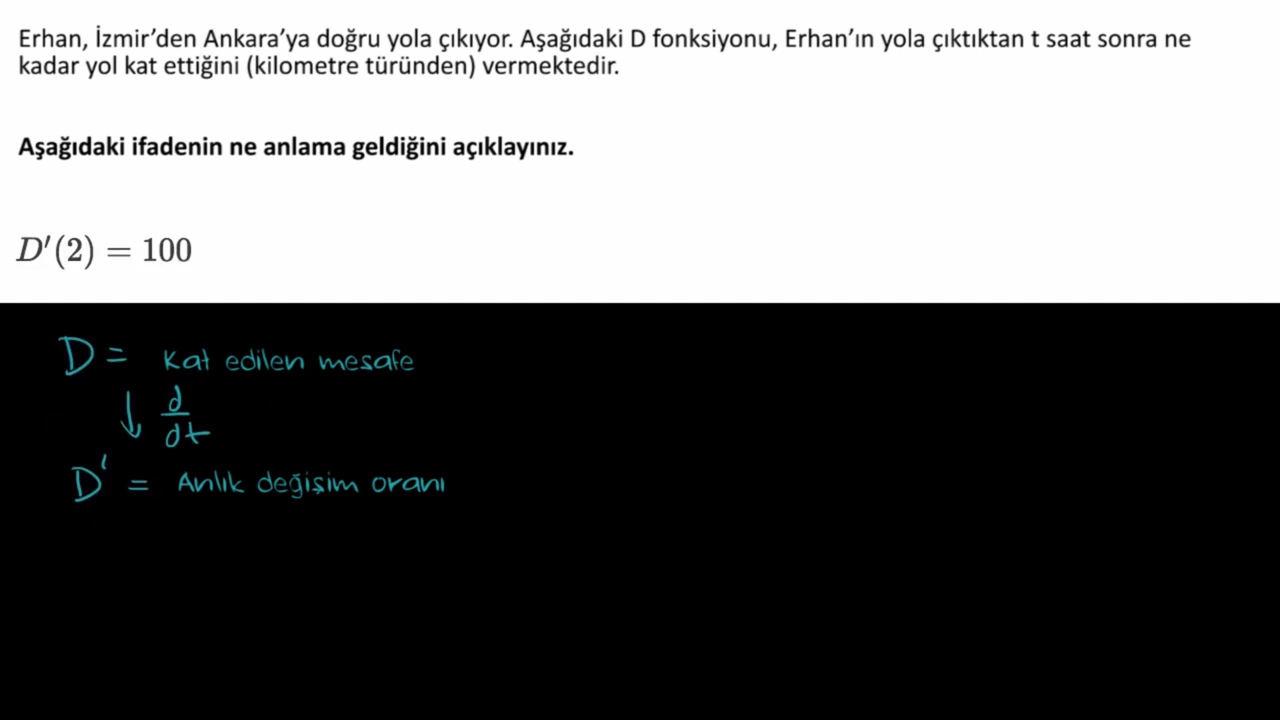 Erhan, İzmir’den Ankara’ya doğru yola çıkıyor. Aşağıdaki D fonksiyonu, Erhan’ın yola çıktıktan t saat sonra ne
kadar yol kat ettiğini (kilometre türünden) vermektedir.
Aşağıdaki ifadenin ne anlama geldiğini açıklayınız.
D′(2) = 100
D = Kat edilen mesafe
↓ d/dt
D' = Anlık değişim oranı